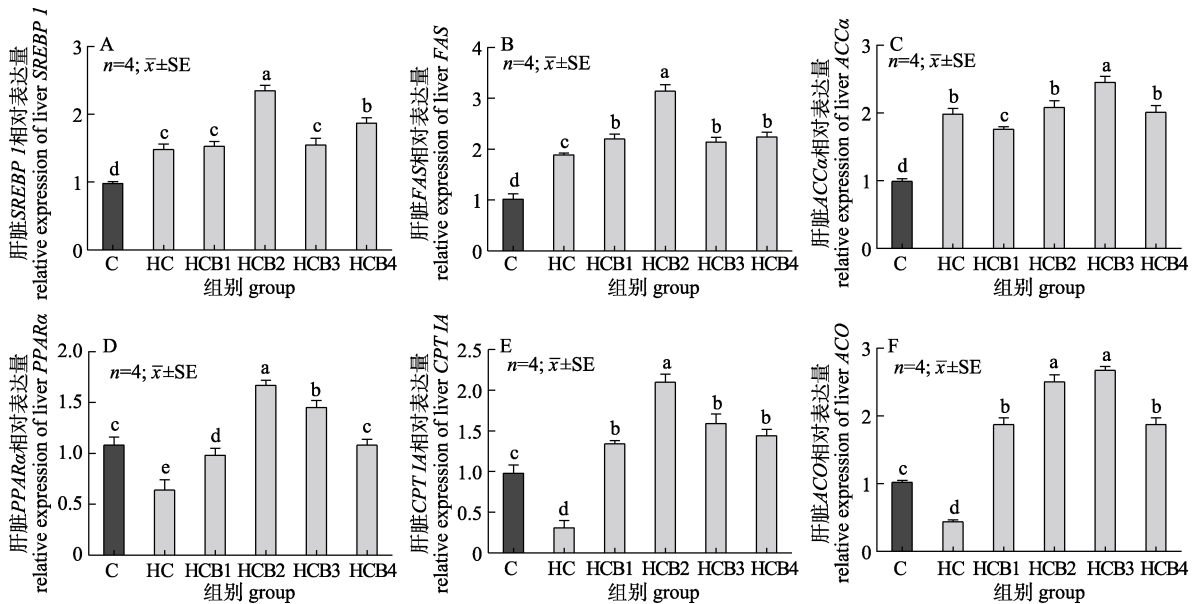 肝脏SREBP 1相对表达量
relative expression of liver SREBP 1
A
n=4; x̅±SE
3
2
1
0
d
c
c
a
c
b
C HC HCB1 HCB2 HCB3 HCB4
组别 group
肝脏FAS相对表达量
relative expression of liver FAS
B
n=4; x̅±SE
4
3
2
1
0
d
c
b
a
b
b
C HC HCB1 HCB2 HCB3 HCB4
组别 group
肝脏ACCα相对表达量
relative expression of liver ACCα
C
n=4; x̅±SE
3
2
1
0
c
b
b
b
a
b
C HC HCB1 HCB2 HCB3 HCB4
组别 group
肝脏PPARα相对表达量
relative expression of liver PPARα
D
n=4; x̅±SE
2.0
1.5
1.0
0.5
0
c
e
d
a
b
c
C HC HCB1 HCB2 HCB3 HCB4
组别 group
肝脏CPT IA相对表达量
relative expression of liver CPT IA
E
n=4; x̅±SE
2.5
2.0
1.5
1.0
0.5
0
c
d
b
a
b
b
C HC HCB1 HCB2 HCB3 HCB4
组别 group
肝脏ACO相对表达量
relative expression of liver ACO
F
n=4; x̅±SE
3
2
1
0
c
d
b
a
a
b
C HC HCB1 HCB2 HCB3 HCB4
组别 group